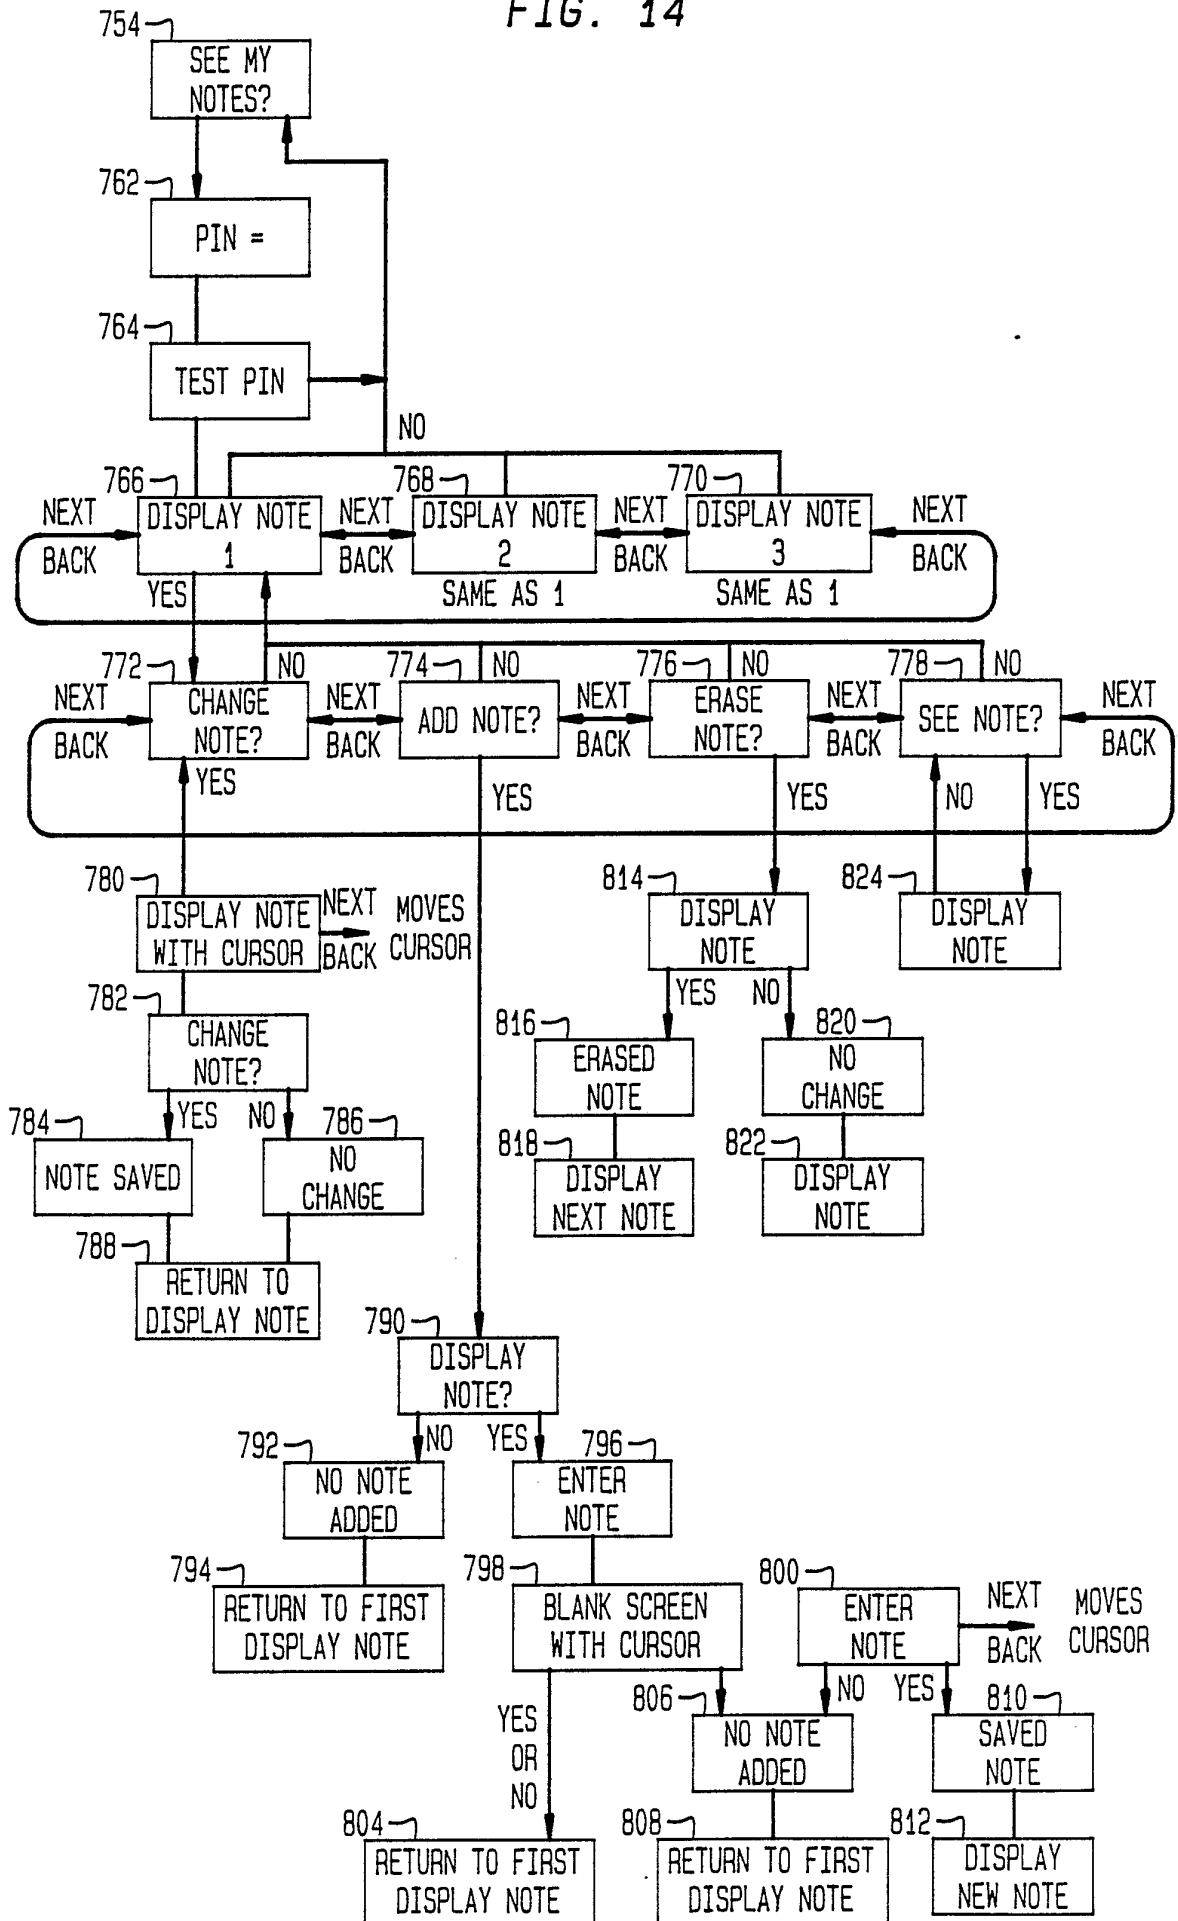 FIG. 14
754
SEE MY
NOTES?
762
PIN =
764
TEST PIN
NO
766
DISPLAY NOTE
1
768
DISPLAY NOTE
2
SAME AS 1
770
DISPLAY NOTE
3
SAME AS 1
NEXT
BACK
NEXT
BACK
NEXT
BACK
NEXT
BACK
YES
772
CHANGE
NOTE?
NO
774
ADD NOTE?
NO
776
ERASE
NOTE?
NO
778
SEE NOTE?
NO
NEXT
BACK
NEXT
BACK
NEXT
BACK
NEXT
BACK
NEXT
BACK
YES
YES
YES
NO
YES
780
DISPLAY NOTE
WITH CURSOR
NEXT
BACK
MOVES
CURSOR
814
DISPLAY
NOTE
824
DISPLAY
NOTE
782
CHANGE
NOTE?
YES
NO
YES
NO
816
ERASED
NOTE
820
NO
CHANGE
784
NOTE SAVED
786
NO
CHANGE
818
DISPLAY
NEXT NOTE
822
DISPLAY
NOTE
788
RETURN TO
DISPLAY NOTE
790
DISPLAY
NOTE?
NO
YES
792
NO NOTE
ADDED
796
ENTER
NOTE
794
RETURN TO FIRST
DISPLAY NOTE
798
BLANK SCREEN
WITH CURSOR
800
ENTER
NOTE
NEXT
BACK
MOVES
CURSOR
YES
OR
NO
NO
YES
806
NO NOTE
ADDED
810
SAVED
NOTE
804
RETURN TO FIRST
DISPLAY NOTE
808
RETURN TO FIRST
DISPLAY NOTE
812
DISPLAY
NEW NOTE